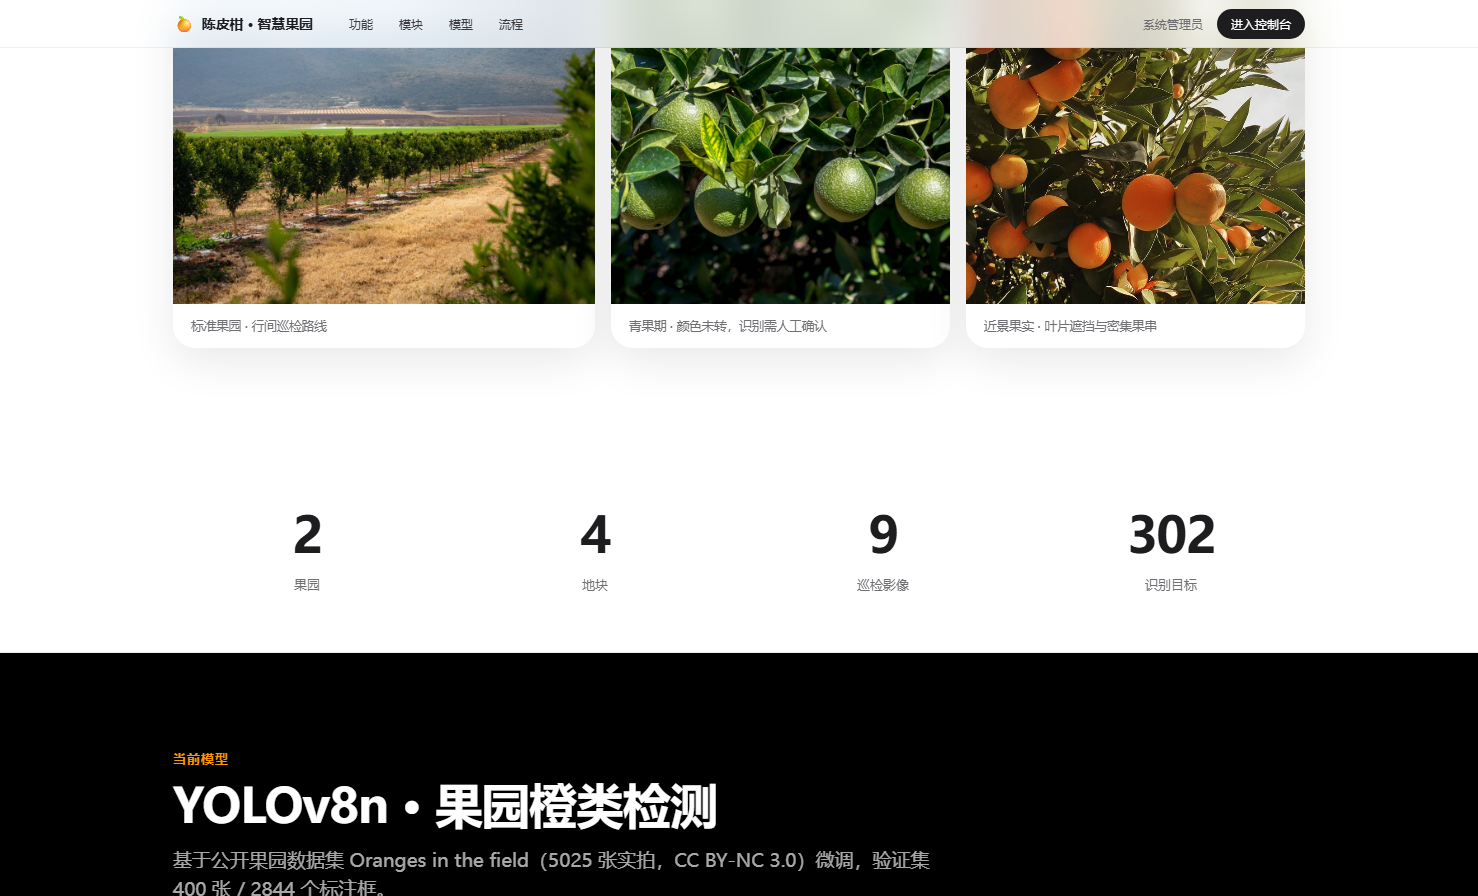 陈皮柑 • 智慧果园
功能
模块
模型
流程
系统管理员
进入控制台
标准果园 · 行间巡检路线
青果期 · 颜色未转，识别需人工确认
近景果实 · 叶片遮挡与密集果串
2
4
9
302
果园
地块
巡检影像
识别目标
当前模型
YOLOv8n • 果园橙类检测
基于公开果园数据集 Oranges in the field（5025 张实拍，CC BY-NC 3.0）微调，验证集
400 张 / 2844 个标注框。